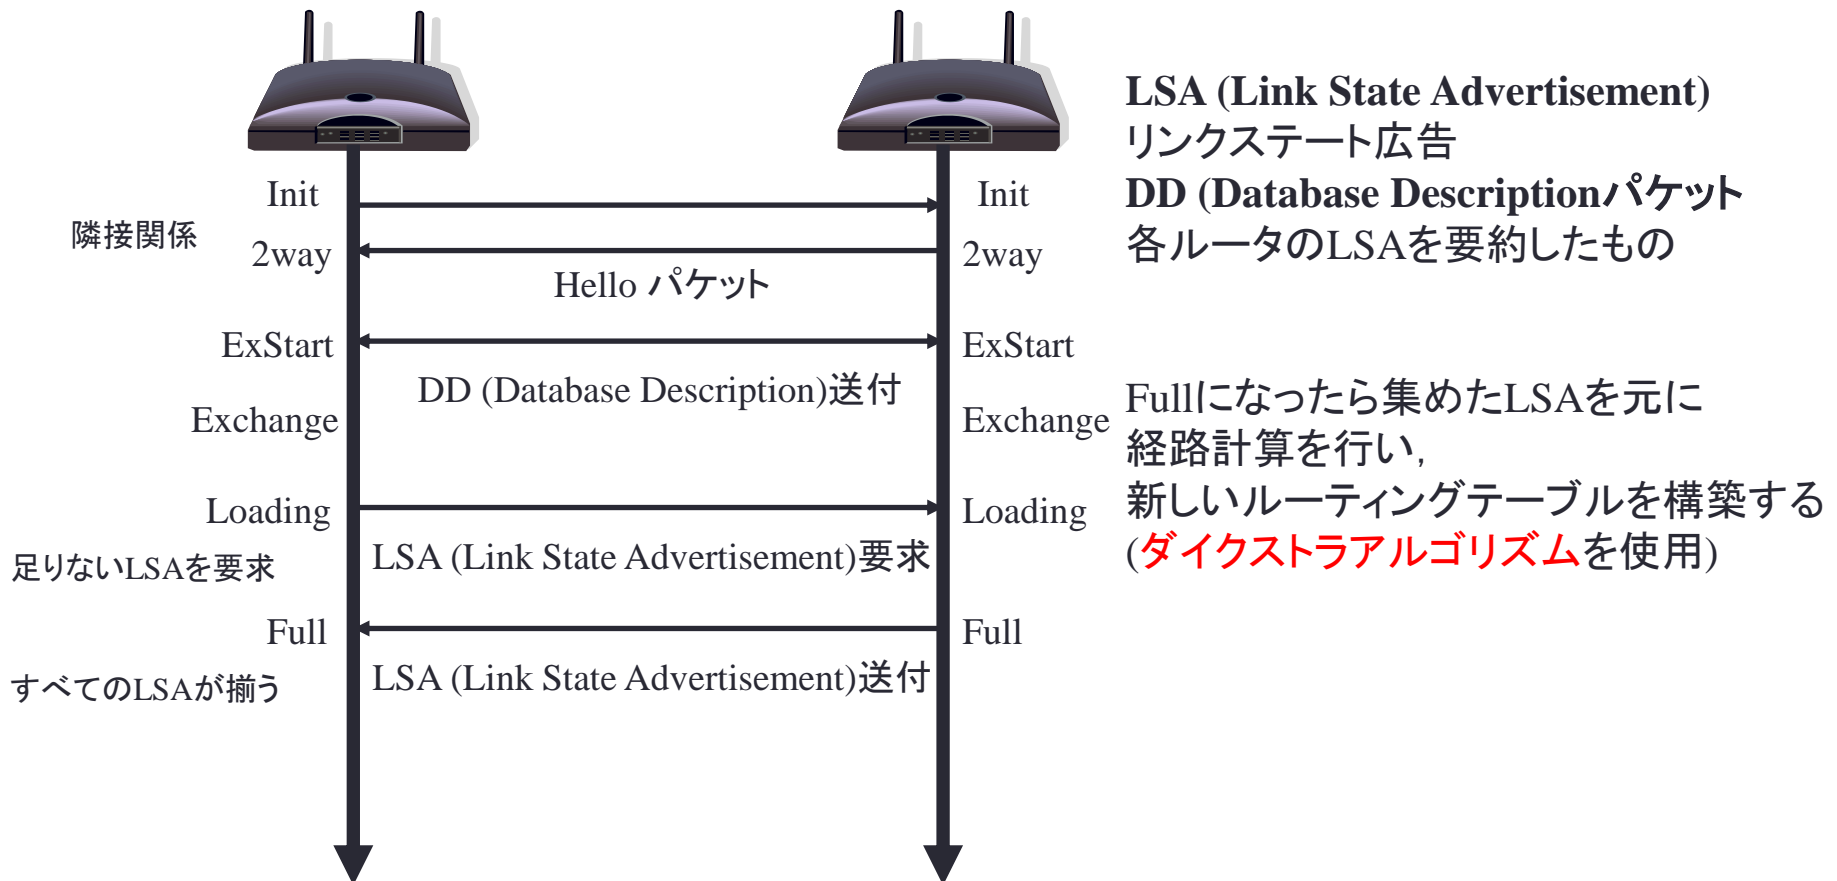 LSA (Link State Advertisement)
リンクステート広告
DD (Database Descriptionパケット
各ルータのLSAを要約したもの
Init
Init
隣接関係
2way
2way
Hello パケット
ExStart
ExStart
DD (Database Description)送付
Exchange
Exchange
Fullになったら集めたLSAを元に
経路計算を行い,
新しいルーティングテーブルを構築する
(ダイクストラアルゴリズムを使用)
Loading
Loading
足りないLSAを要求
LSA (Link State Advertisement)要求
Full
Full
すべてのLSAが揃う
LSA (Link State Advertisement)送付